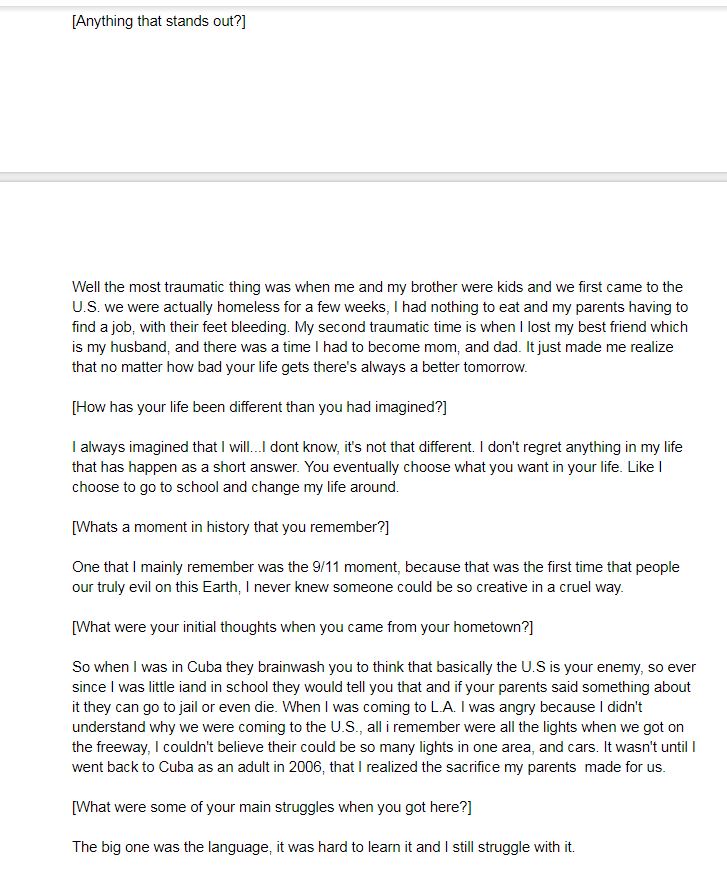 [Anything that stands out?]
Well the most traumatic thing was when me and my brother were kids and we first came to the
U.S. we were actually homeless for a few weeks, I had nothing to eat and my parents having to
find a job, with their feet bleeding. My second traumatic time is when I lost my best friend which
is my husband, and there was a time I had to become mom, and dad. It just made me realize
that no matter how bad your life gets there's always a better tomorrow.
[How has your life been different than you had imagined?]
I always imagined that I will...I dont know, it's not that different. I don't regret anything in my life
that has happen as a short answer. You eventually choose what you want in your life. Like I
choose to go to school and change my life around.
[Whats a moment in history that you remember?]
One that I mainly remember was the 9/11 moment, because that was the first time that people
our truly evil on this Earth, I never knew someone could be so creative in a cruel way.
[What were your initial thoughts when you came from your hometown?]
So when I was in Cuba they brainwash you to think that basically the U.S is your enemy, so ever
since I was little iand in school they would tell you that and if your parents said something about
it they can go to jail or even die. When I was coming to L.A. I was angry because I didn't
understand why we were coming to the U.S., all i remember were all the lights when we got on
the freeway, I couldn't believe their could be so many lights in one area, and cars. It wasn't until I
went back to Cuba as an adult in 2006, that I realized the sacrifice my parents  made for us.
[What were some of your main struggles when you got here?]
The big one was the language, it was hard to learn it and I still struggle with it.